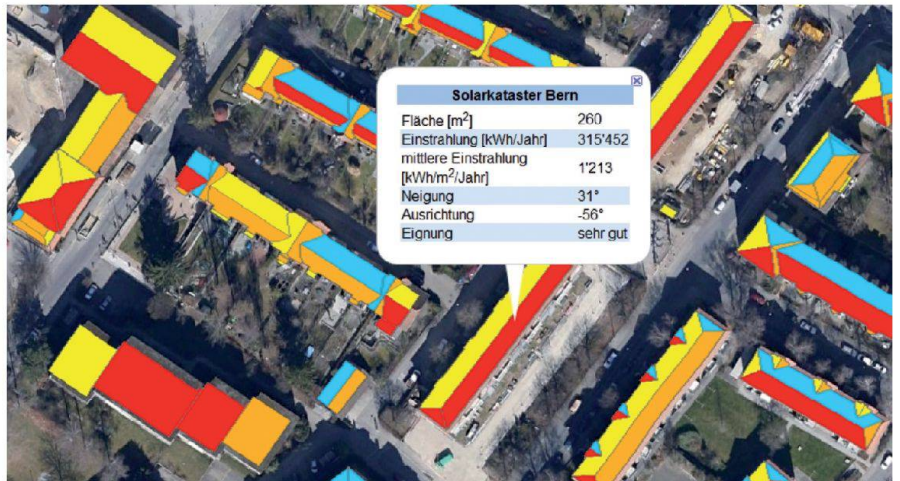 Solarkataster Bern
Fläche [m²] 260
Einstrahlung [kWh/Jahr] 315'452
mittlere Einstrahlung
[kWh/m²/Jahr] 1'213
Neigung 31°
Ausrichtung -56°
Eignung sehr gut